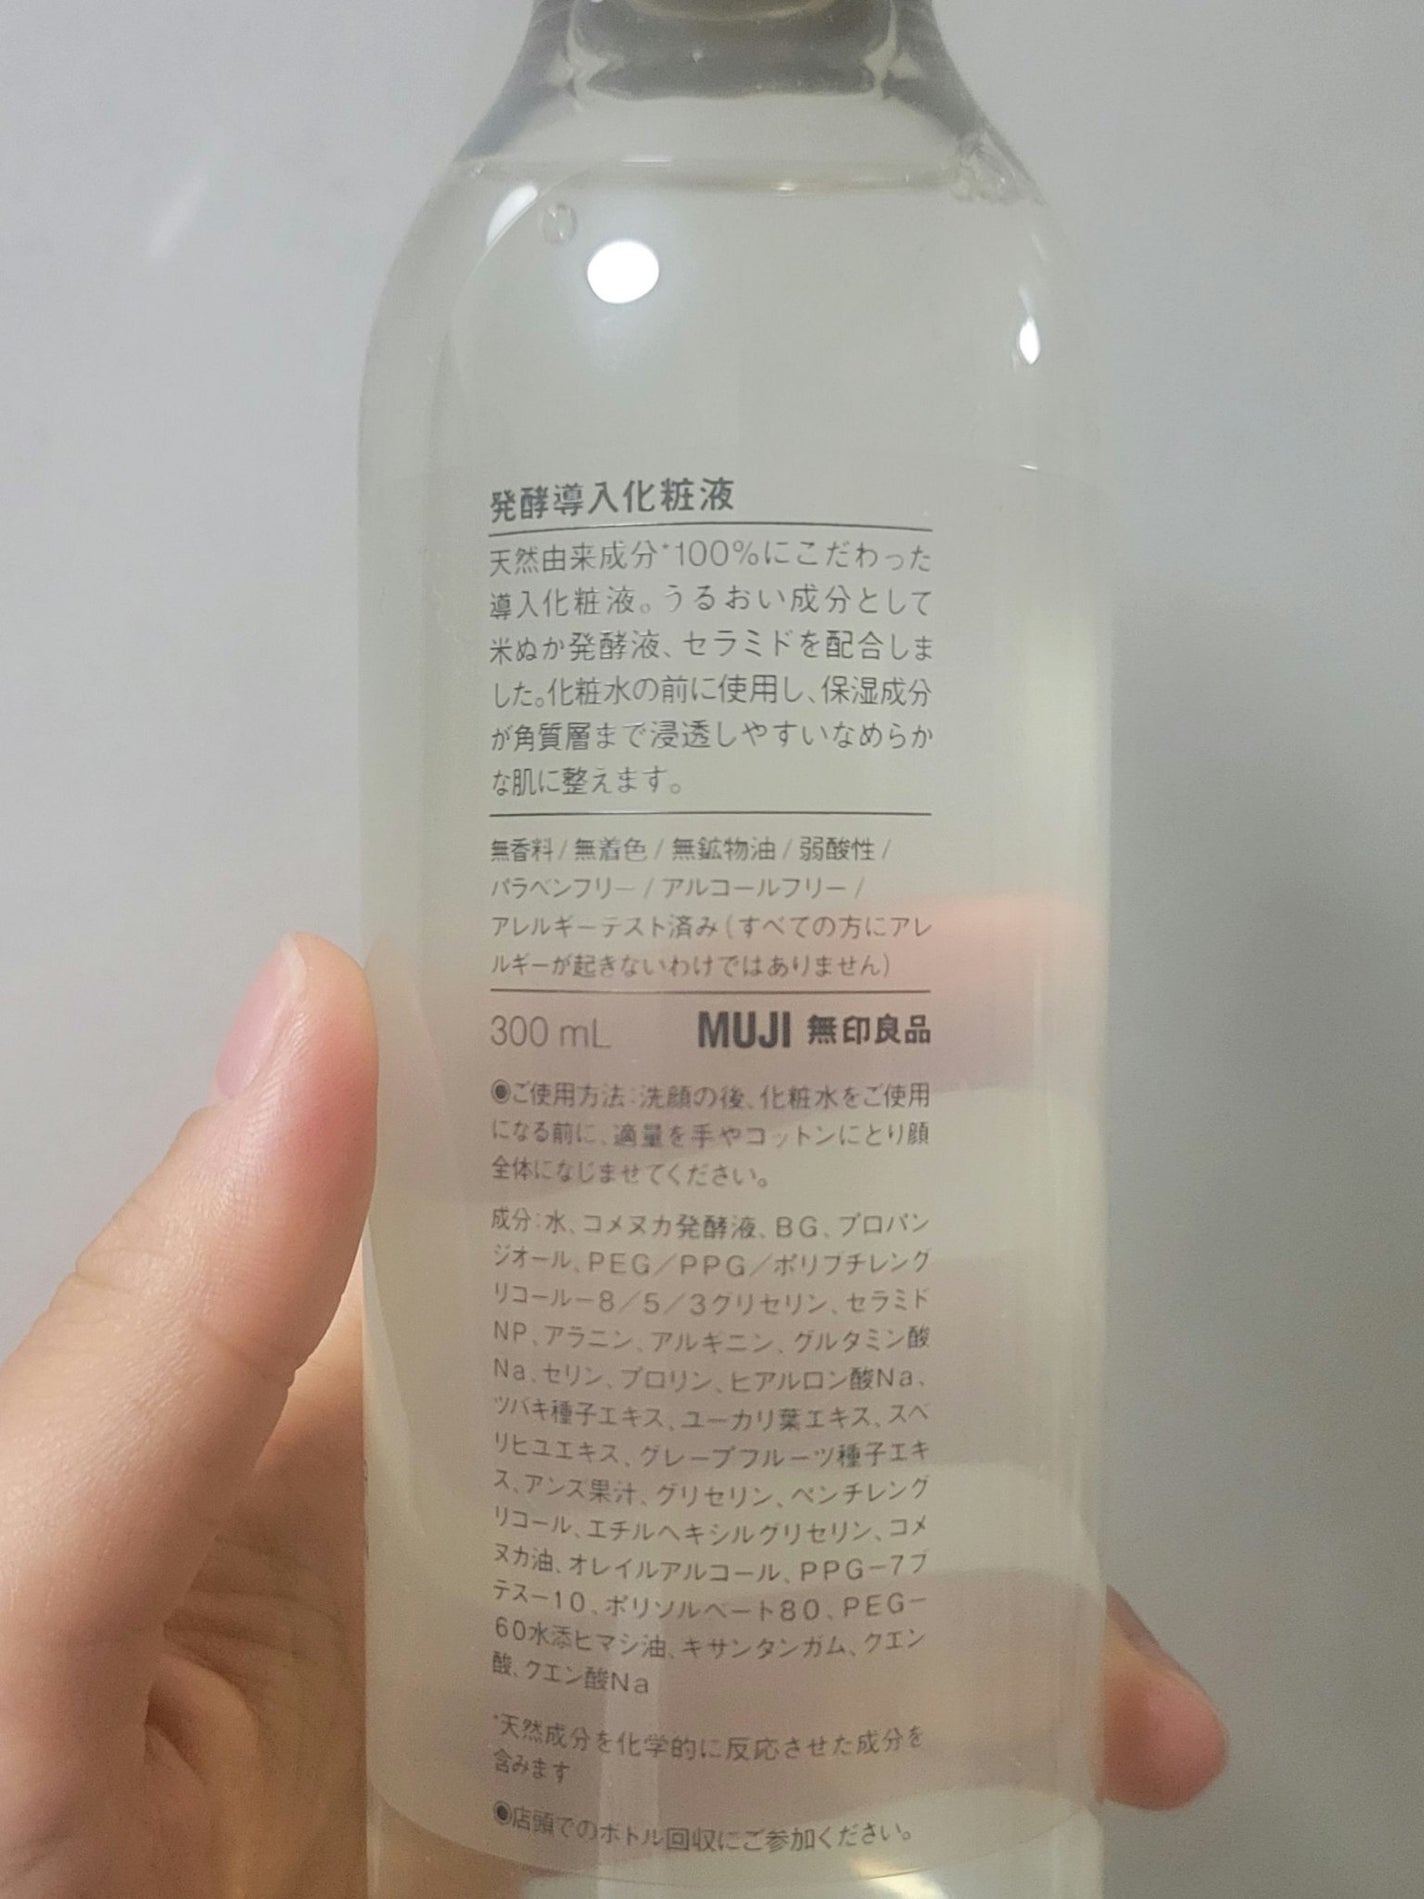 発酵導入化粧液
天然由来成分*100%にこだわった
導入化粧液。うるおい成分として
米ぬか発酵液、セラミドを配合しま
した。化粧水の前に使用し、保湿成分
が角質層まで浸透しやすいなめらか
な肌に整えます。
無香料/無着色/無鉱物油/弱酸性/
パラベンフリー/アルコールフリー/
アレルギーテスト済み(すべての方にアレ
ルギーが起きないわけではありません)
300 mL MUJI 無印良品
◉ご使用方法:洗顔の後、化粧水をご使用
になる前に、適量を手やコットンにとり顔
全体になじませてください。
成分:水、コメヌカ発酵液、BG、プロパン
ジオール、PEG/PPG/ポリブチレング
リコール-8/5/3グリセリン、セラミド
NP、アラニン、アルギニン、グルタミン酸
Na、セリン、プロリン、ヒアルロン酸Na、
ツバキ種子エキス、ユーカリ葉エキス、スベ
リヒユエキス、グレープフルーツ種子エキ
ス、アンズ果汁、グリセリン、ペンチレング
リコール、エチルヘキシルグリセリン、コメ
ヌカ油、オレイルアルコール、PPG-7ブ
テス-10、ポリソルベート80、PEG-
60水添ヒマシ油、キサンタンガム、クエン
酸、クエン酸Na
*天然成分を化学的に反応させた成分を
含みます
◉店頭でのボトル回収にご参加ください。